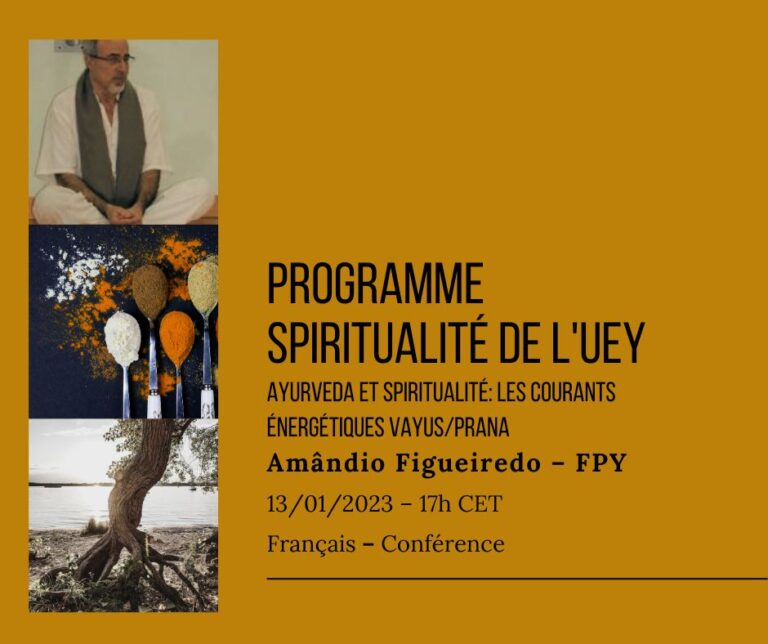 PROGRAMME
SPIRITUALITÉ DE L'UEY
AYURVEDA ET SPIRITUALITÉ: LES COURANTS
ÉNERGÉTIQUES VAYUS/PRANA
Amândio Figueiredo – FPY
13/01/2023 – 17h CET
Français – Conférence